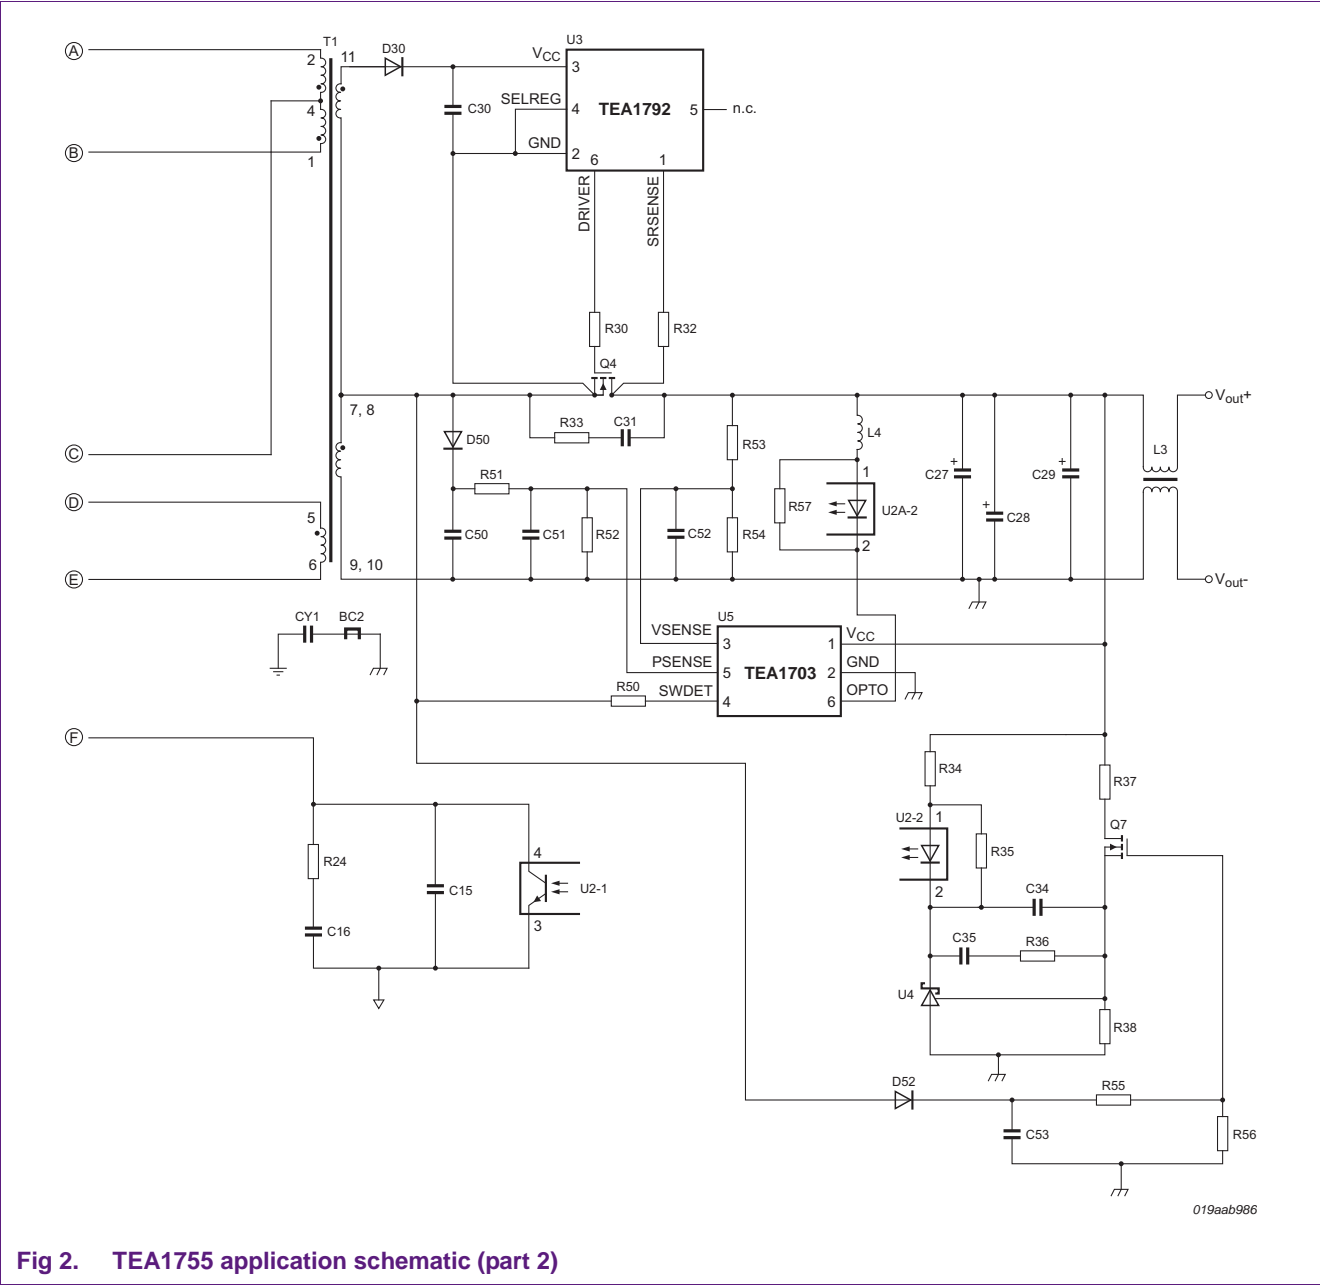 T1
U3
A
2
11
D30
VCC
3
C30
SELREG
4
TEA1792
5
n.c.
4
B
1
GND
2
6
1
DRIVER
SRSENSE
R30
R32
Q4
7, 8
Vout+
R33
C31
D50
R53
L4
L3
C
R51
1
C27
+
+
C29
D
5
R57
U2A-2
+
C28
C50
C51
R52
C52
R54
2
6
9, 10
E
Vout-
CY1
BC2
U5
VSENSE
3
1
VCC
PSENSE
5
TEA1703
2
GND
R50
SWDET
4
6
OPTO
F
R34
R37
U2-2
1
Q7
R24
4
R35
C15
U2-1
2
C34
C16
3
C35
R36
U4
R38
D52
R55
C53
R56
019aab986
Fig 2. TEA1755 application schematic (part 2)